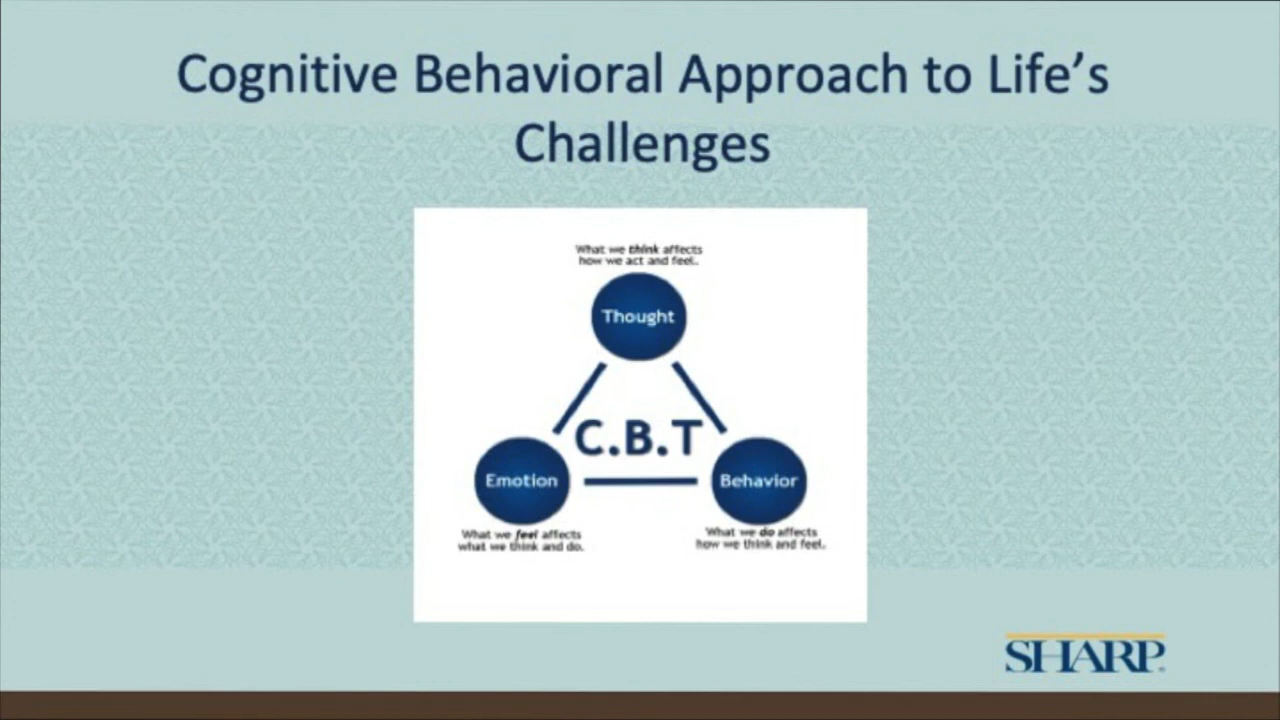 Cognitive Behavioral Approach to Life’s
Challenges
What we think affects
how we act and feel.
Thought
C.B.T
Emotion
Behavior
What we feel affects
what we think and do.
What we do affects
how we think and feel.
SHARP